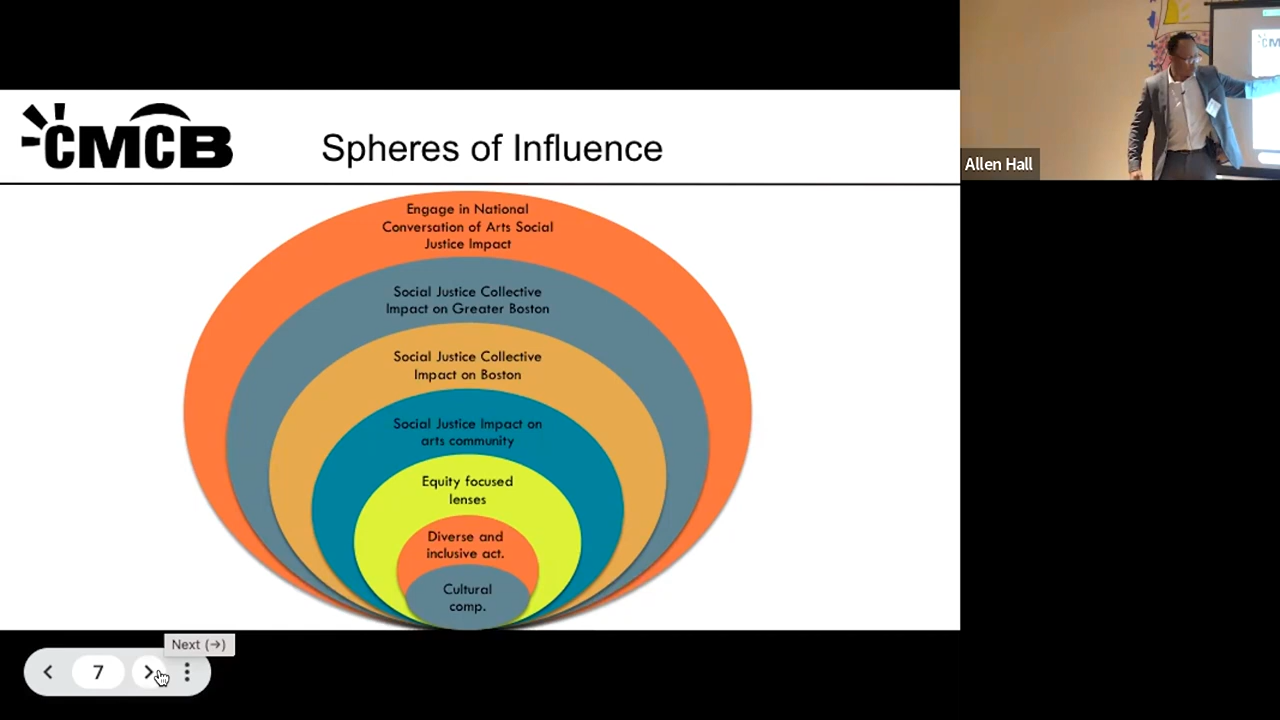 CMCB
Spheres of Influence
Engage in National
Conversation of Arts Social
Justice Impact
Social Justice Collective
Impact on Greater Boston
Social Justice Collective
Impact on Boston
Social Justice Impact on
arts community
Equity focused
lenses
Diverse and
inclusive act.
Cultural
comp.
Allen Hall
Next (→)
7